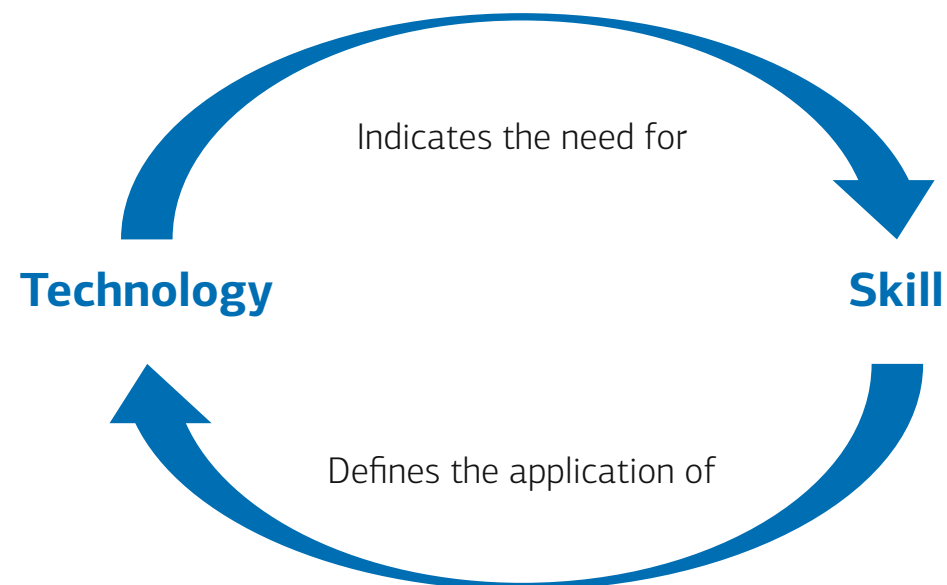 Indicates the need for
Technology
Skill
Defines the application of